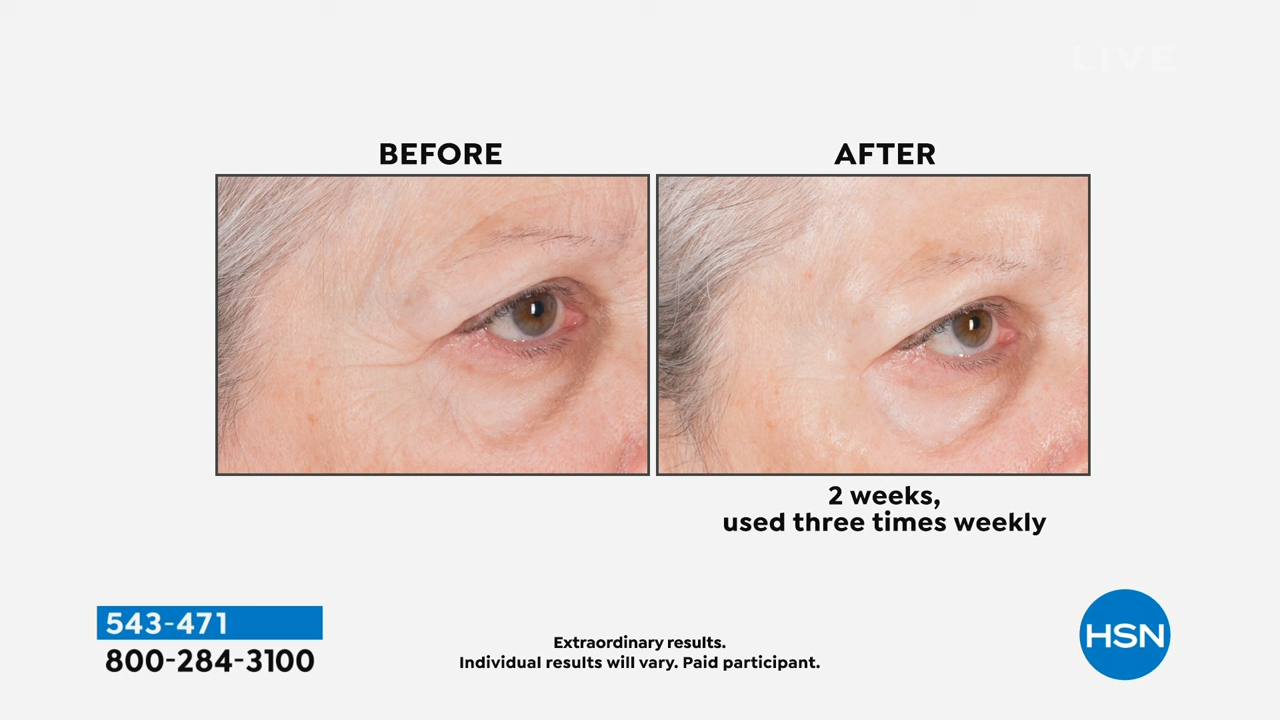 LIVE
BEFORE
AFTER
2 weeks,
used three times weekly
543-471
800-284-3100
Extraordinary results.
Individual results will vary. Paid participant.
HSN